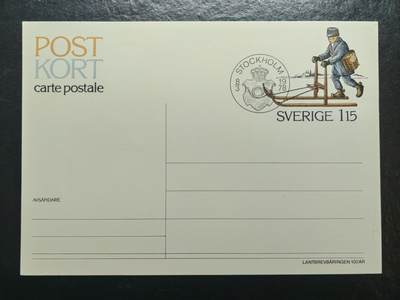 POST
KORT
carte postale
STOCKHOLM
SVERIGE 1.15
AVSÄNDARE
LANTBREVBÄRINGEN 100 ÅR